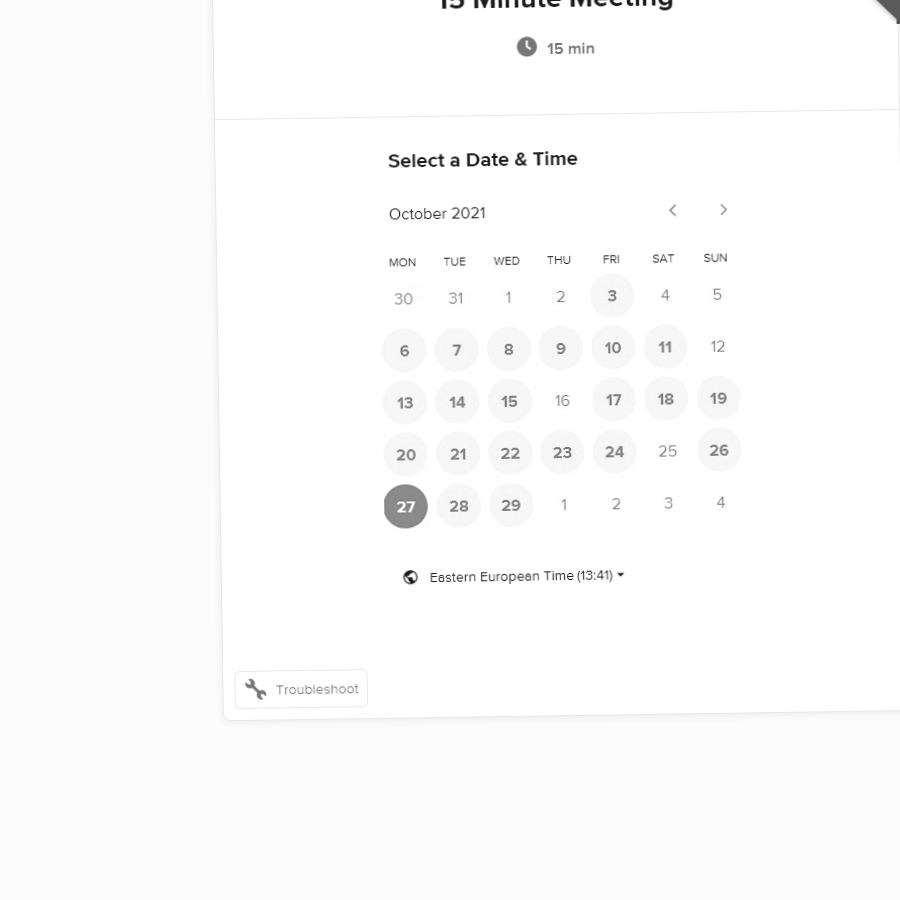 15 Minute Meeting
15 min
Select a Date & Time
October 2021
MON TUE WED THU FRI SAT SUN
30 31 1 2 3 4 5
6 7 8 9 10 11 12
13 14 15 16 17 18 19
20 21 22 23 24 25 26
27 28 29 1 2 3 4
Eastern European Time (13:41)
Troubleshoot